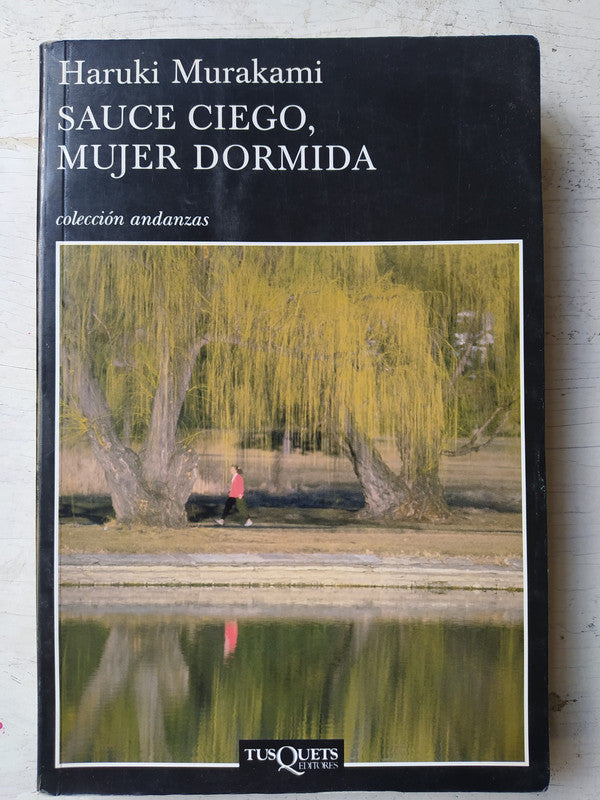 Haruki Murakami
SAUCE CIEGO,
MUJER DORMIDA
colección andanzas
TUSQUETS
EDITORES